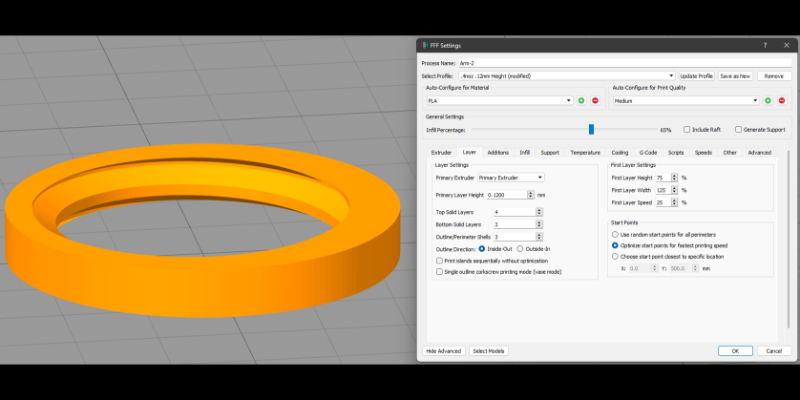 FFF Settings
Process Name: Arm-2
Select Profile: .4noz .12mm Height (modified) Update Profile Save as New Remove
Auto-Configure for Material Auto-Configure for Print Quality
PLA Medium
General Settings
Infill Percentage: 65% Include Raft Generate Support
Extruder Layer Additions Infill Support Temperature Cooling G-Code Scripts Speeds Other Advanced
Layer Settings First Layer Settings
Primary Extruder Primary Extruder First Layer Height 75 %
Primary Layer Height 0.1200 mm First Layer Width 125 %
First Layer Speed 25 %
Top Solid Layers 4
Bottom Solid Layers 3 Start Points
Outline/Perimeter Shells 3 Use random start points for all perimeters
Outline Direction: Inside-Out Outside-In Optimize start points for fastest printing speed
Print islands sequentially without optimization Choose start point closest to specific location
Single outline corkscrew printing mode (vase mode) X: 0.0 Y: 500.0 mm
Hide Advanced Select Models OK Cancel